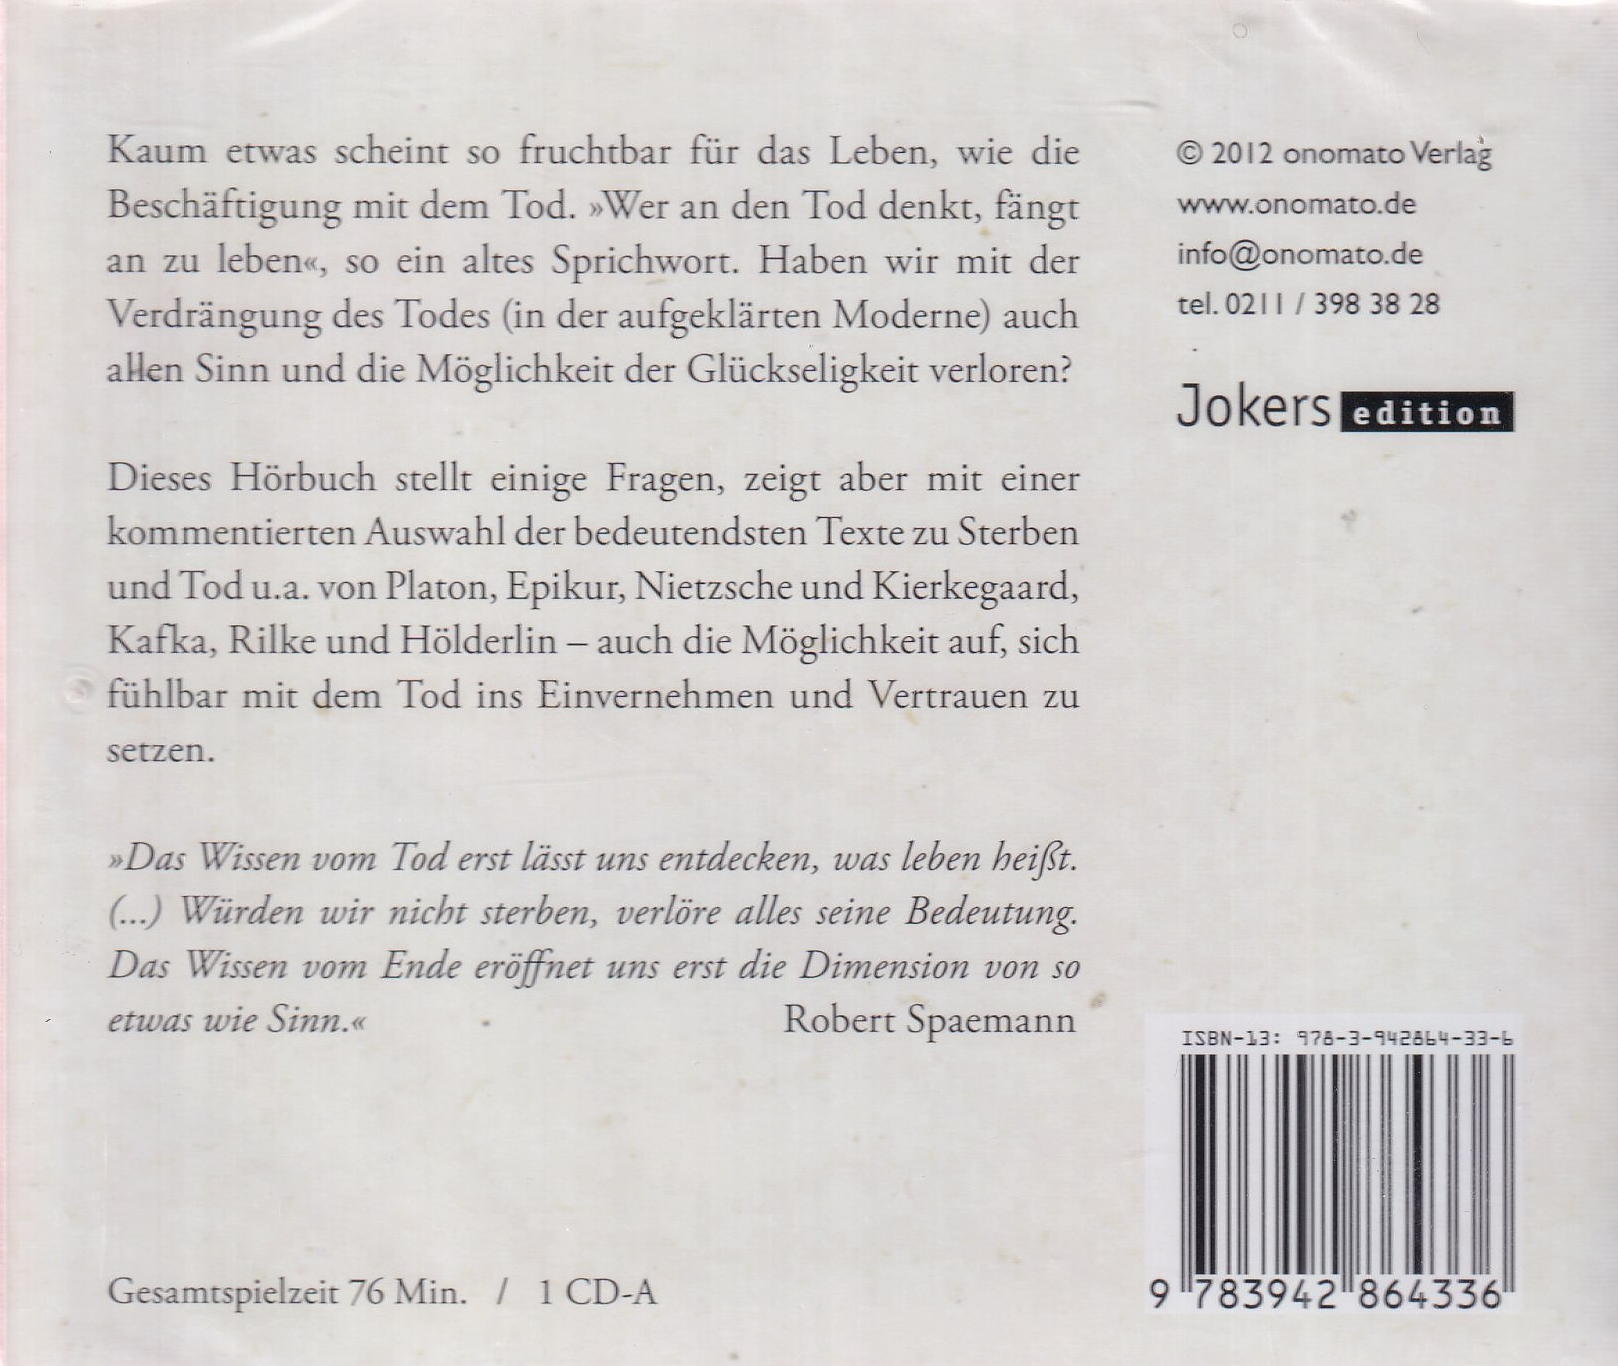 Kaum etwas scheint so fruchtbar für das Leben, wie die
Beschäftigung mit dem Tod. »Wer an den Tod denkt, fängt
an zu leben«, so ein altes Sprichwort. Haben wir mit der
Verdrängung des Todes (in der aufgeklärten Moderne) auch
allen Sinn und die Möglichkeit der Glückseligkeit verloren?
Dieses Hörbuch stellt einige Fragen, zeigt aber mit einer
kommentierten Auswahl der bedeutendsten Texte zu Sterben
und Tod u.a. von Platon, Epikur, Nietzsche und Kierkegaard,
Kafka, Rilke und Hölderlin – auch die Möglichkeit auf, sich
fühlbar mit dem Tod ins Einvernehmen und Vertrauen zu
setzen.
»Das Wissen vom Tod erst lässt uns entdecken, was leben heißt.
(...) Würden wir nicht sterben, verlöre alles seine Bedeutung.
Das Wissen vom Ende eröffnet uns erst die Dimension von so
etwas wie Sinn.« Robert Spaemann
Gesamtspielzeit 76 Min. / 1 CD-A
© 2012 onomato Verlag
www.onomato.de
info@onomato.de
tel. 0211 / 398 38 28
Jokers edition
ISBN-13: 978-3-942864-33-6
9 783942 864336